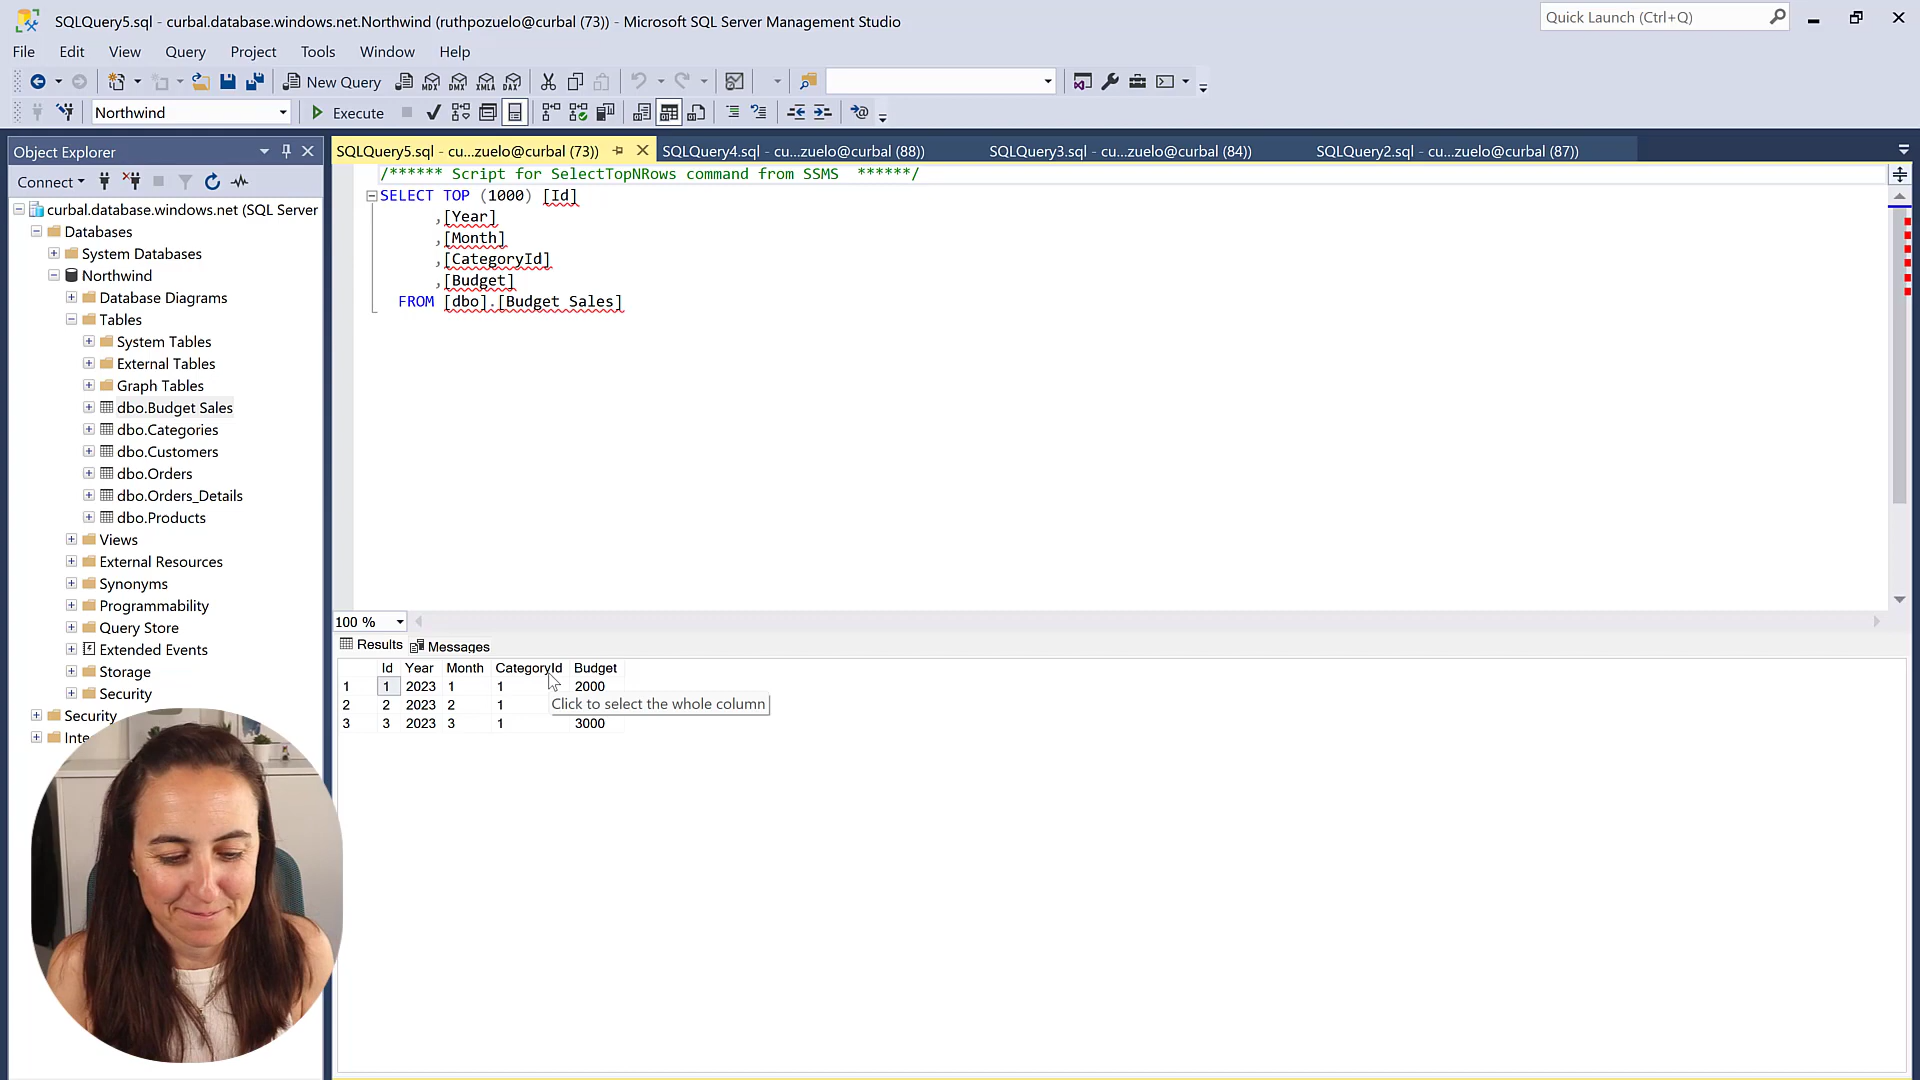 SQLQuery5.sql - curbal.database.windows.net.Northwind (ruthpozuelo@curbal (73)) - Microsoft SQL Server Management Studio
Quick Launch (Ctrl+Q)
File Edit View Query Project Tools Window Help
New Query MDX DMX XMLA DAX
Northwind Execute
Object Explorer
Connect
curbal.database.windows.net (SQL Server
Databases
System Databases
Northwind
Database Diagrams
Tables
System Tables
External Tables
Graph Tables
dbo.Budget Sales
dbo.Categories
dbo.Customers
dbo.Orders
dbo.Orders_Details
dbo.Products
Views
External Resources
Synonyms
Programmability
Query Store
Extended Events
Storage
Security
Security
Inte
SQLQuery5.sql - cu...zuelo@curbal (73)) SQLQuery4.sql - cu...zuelo@curbal (88)) SQLQuery3.sql - cu...zuelo@curbal (84)) SQLQuery2.sql - cu...zuelo@curbal (87))
/****** Script for SelectTopNRows command from SSMS ******/
SELECT TOP (1000) [Id]
,[Year]
,[Month]
,[CategoryId]
,[Budget]
FROM [dbo].[Budget Sales]
100 %
Results Messages
Id Year Month CategoryId Budget
1 1 2023 1 1 2000
2 2 2023 2 1
Click to select the whole column
3 3 2023 3 1 3000